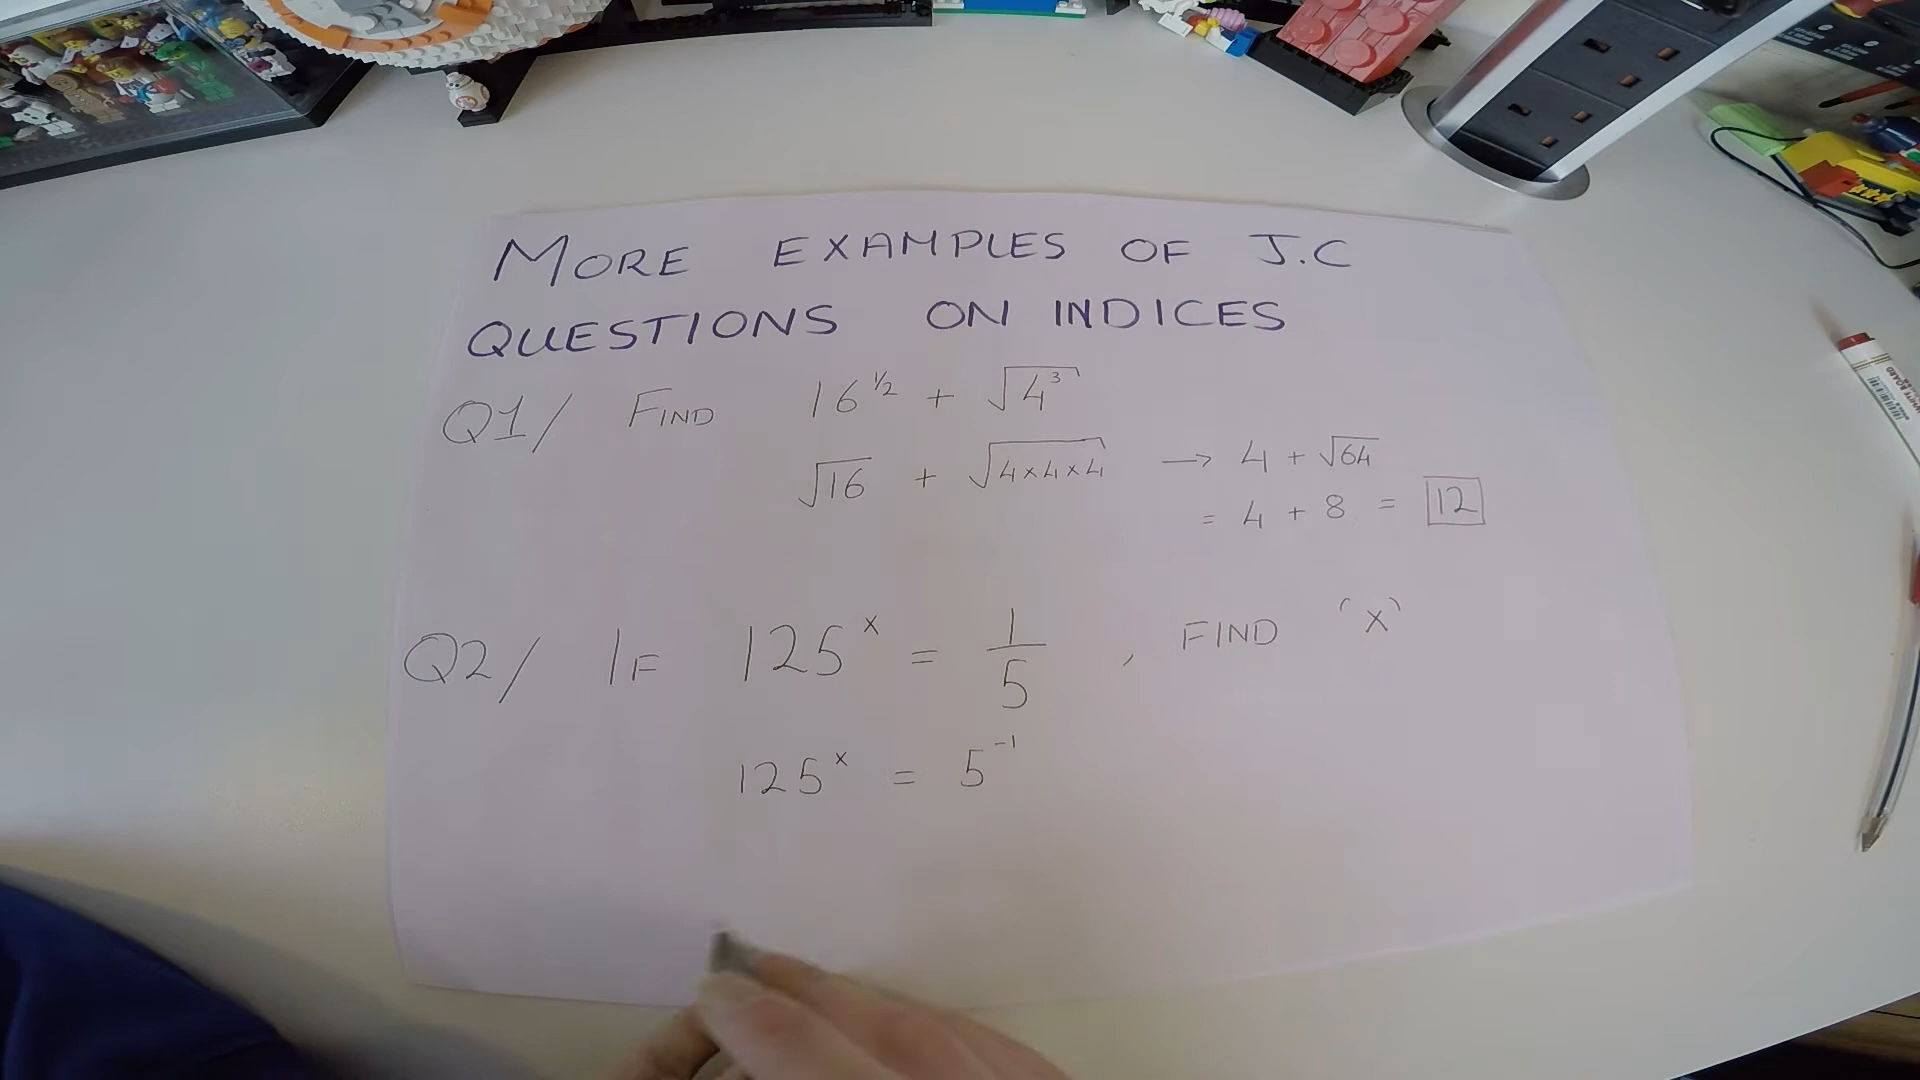 MORE EXAMPLES OF J.C
QUESTIONS ON INDICES
Q1/ FIND 16^½ + √4³
√16 + √4×4×4 → 4 + √64
= 4 + 8 = 12
Q2/ IF 125^x = 1/5, FIND 'x'
125^x = 5⁻¹